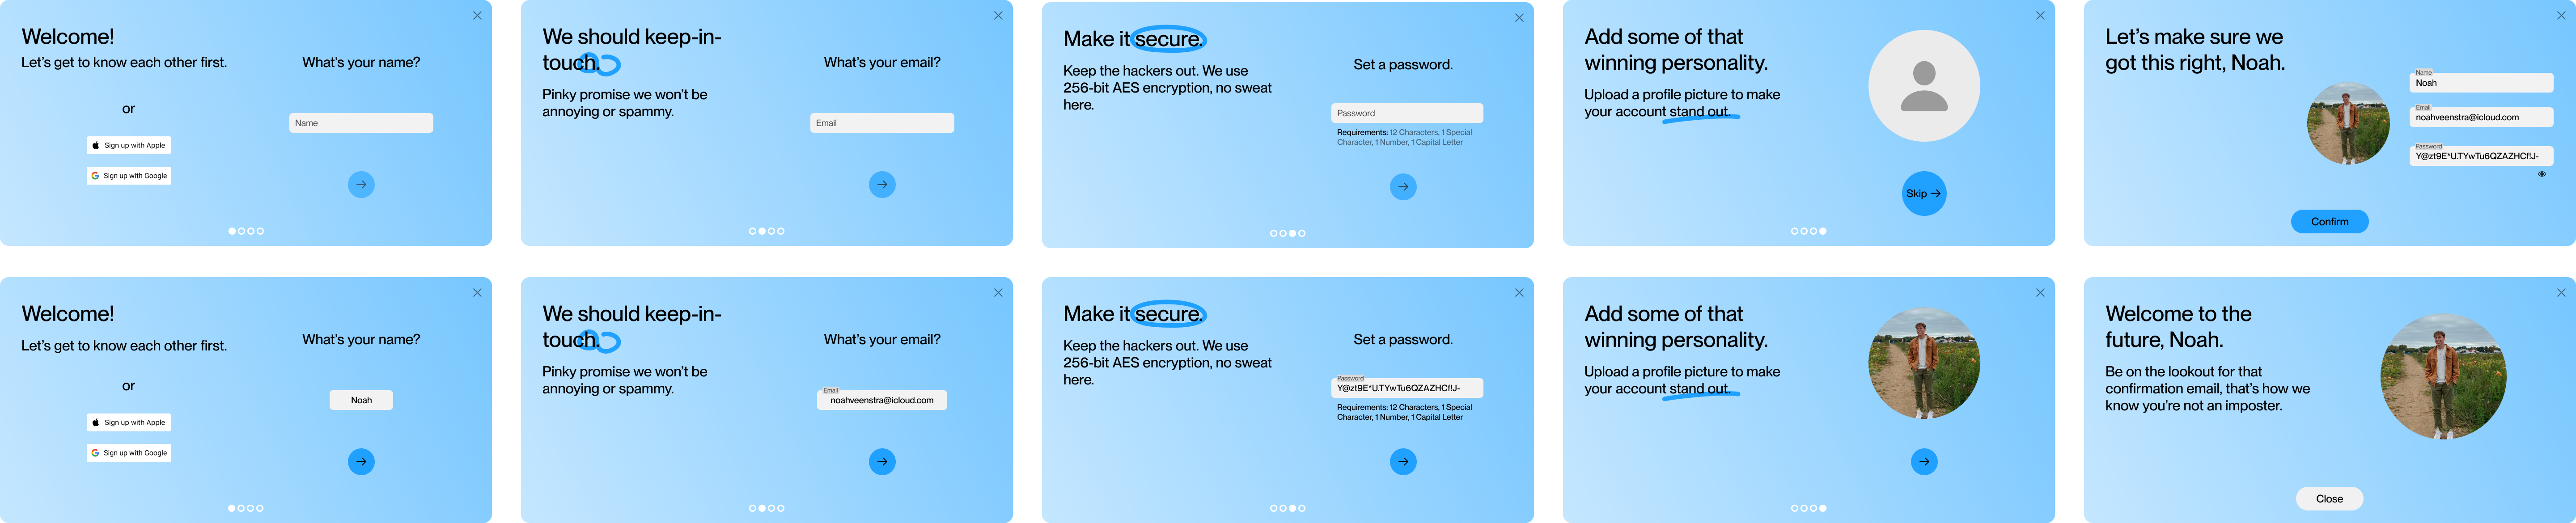 Welcome!
Let's get to know each other first.
or
Sign up with Apple
Sign up with Google
What's your name?
Name
We should keep-in-
touch.
Pinky promise we won't be
annoying or spammy.
What's your email?
Email
Make it secure.
Keep the hackers out. We use
256-bit AES encryption, no sweat
here.
Set a password.
Password
Requirements: 12 Characters, 1 Special
Character, 1 Number, 1 Capital Letter
Add some of that
winning personality.
Upload a profile picture to make
your account stand out.
Skip →
Let's make sure we
got this right, Noah.
Name
Noah
Email
noahveenstra@icloud.com
Password
Y@zt9E*U.TYwTu6QZAZHCf!J-
Confirm
Welcome!
Let's get to know each other first.
or
Sign up with Apple
Sign up with Google
What's your name?
Noah
We should keep-in-
touch.
Pinky promise we won't be
annoying or spammy.
What's your email?
Email
noahveenstra@icloud.com
Make it secure.
Keep the hackers out. We use
256-bit AES encryption, no sweat
here.
Set a password.
Password
Y@zt9E*U.TYwTu6QZAZHCf!J-
Requirements: 12 Characters, 1 Special
Character, 1 Number, 1 Capital Letter
Add some of that
winning personality.
Upload a profile picture to make
your account stand out.
Welcome to the
future, Noah.
Be on the lookout for that
confirmation email, that's how we
know you're not an imposter.
Close